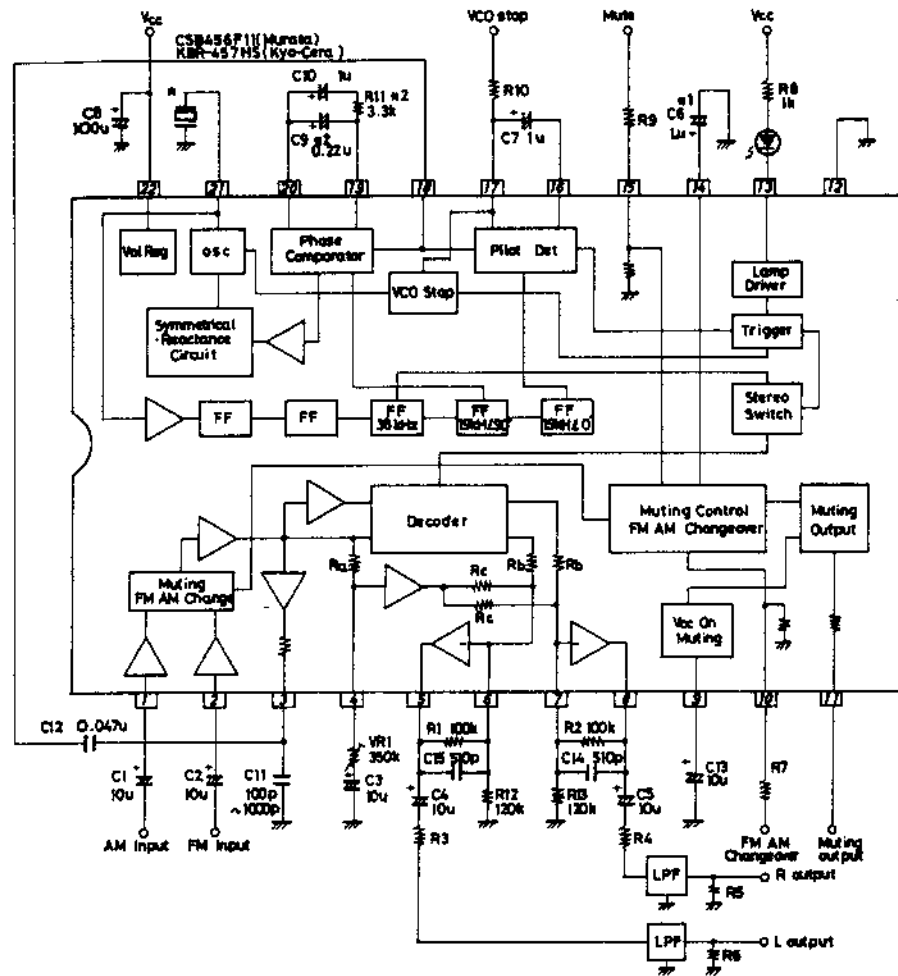 Vcc
VCO stop
Mute
Vcc
CSB456F11(Murata)
KBR-457HS(Kyo-Cera)
C10 1u
R11 *2
3.3k
C9 *2
0.22u
C8
100u
*
R10
C7 1u
R9
*1
C6
1u
R8
1k
22
21
20
19
18
17
16
15
14
13
12
Vol Reg
osc
Phase
Comparator
Pilot Det
VCO Stop
Lamp
Driver
Trigger
Symmetrical
Reactance
Circuit
Stereo
Switch
FF
FF
FF
38kHz
FF
FF
Decoder
Muting Control
FM AM Changeover
Muting
Output
Muting
FM AM Change
Ra
Rc
Rc
Rb
Rb
Vcc On
Muting
1
2
3
4
5
6
7
8
9
10
11
C12 0.047u
C1
10u
C2
10u
C11
100p
~1000p
VR1
350k
C3
10u
R1 100k
C15 510p
C4
10u
R12
120k
R3
R2 100k
C14 510p
R13
120k
C5
10u
R4
C13
10u
R7
AM Input
FM Input
FM AM
Changeover
Muting
output
LPF
R5
R output
LPF
R6
L output